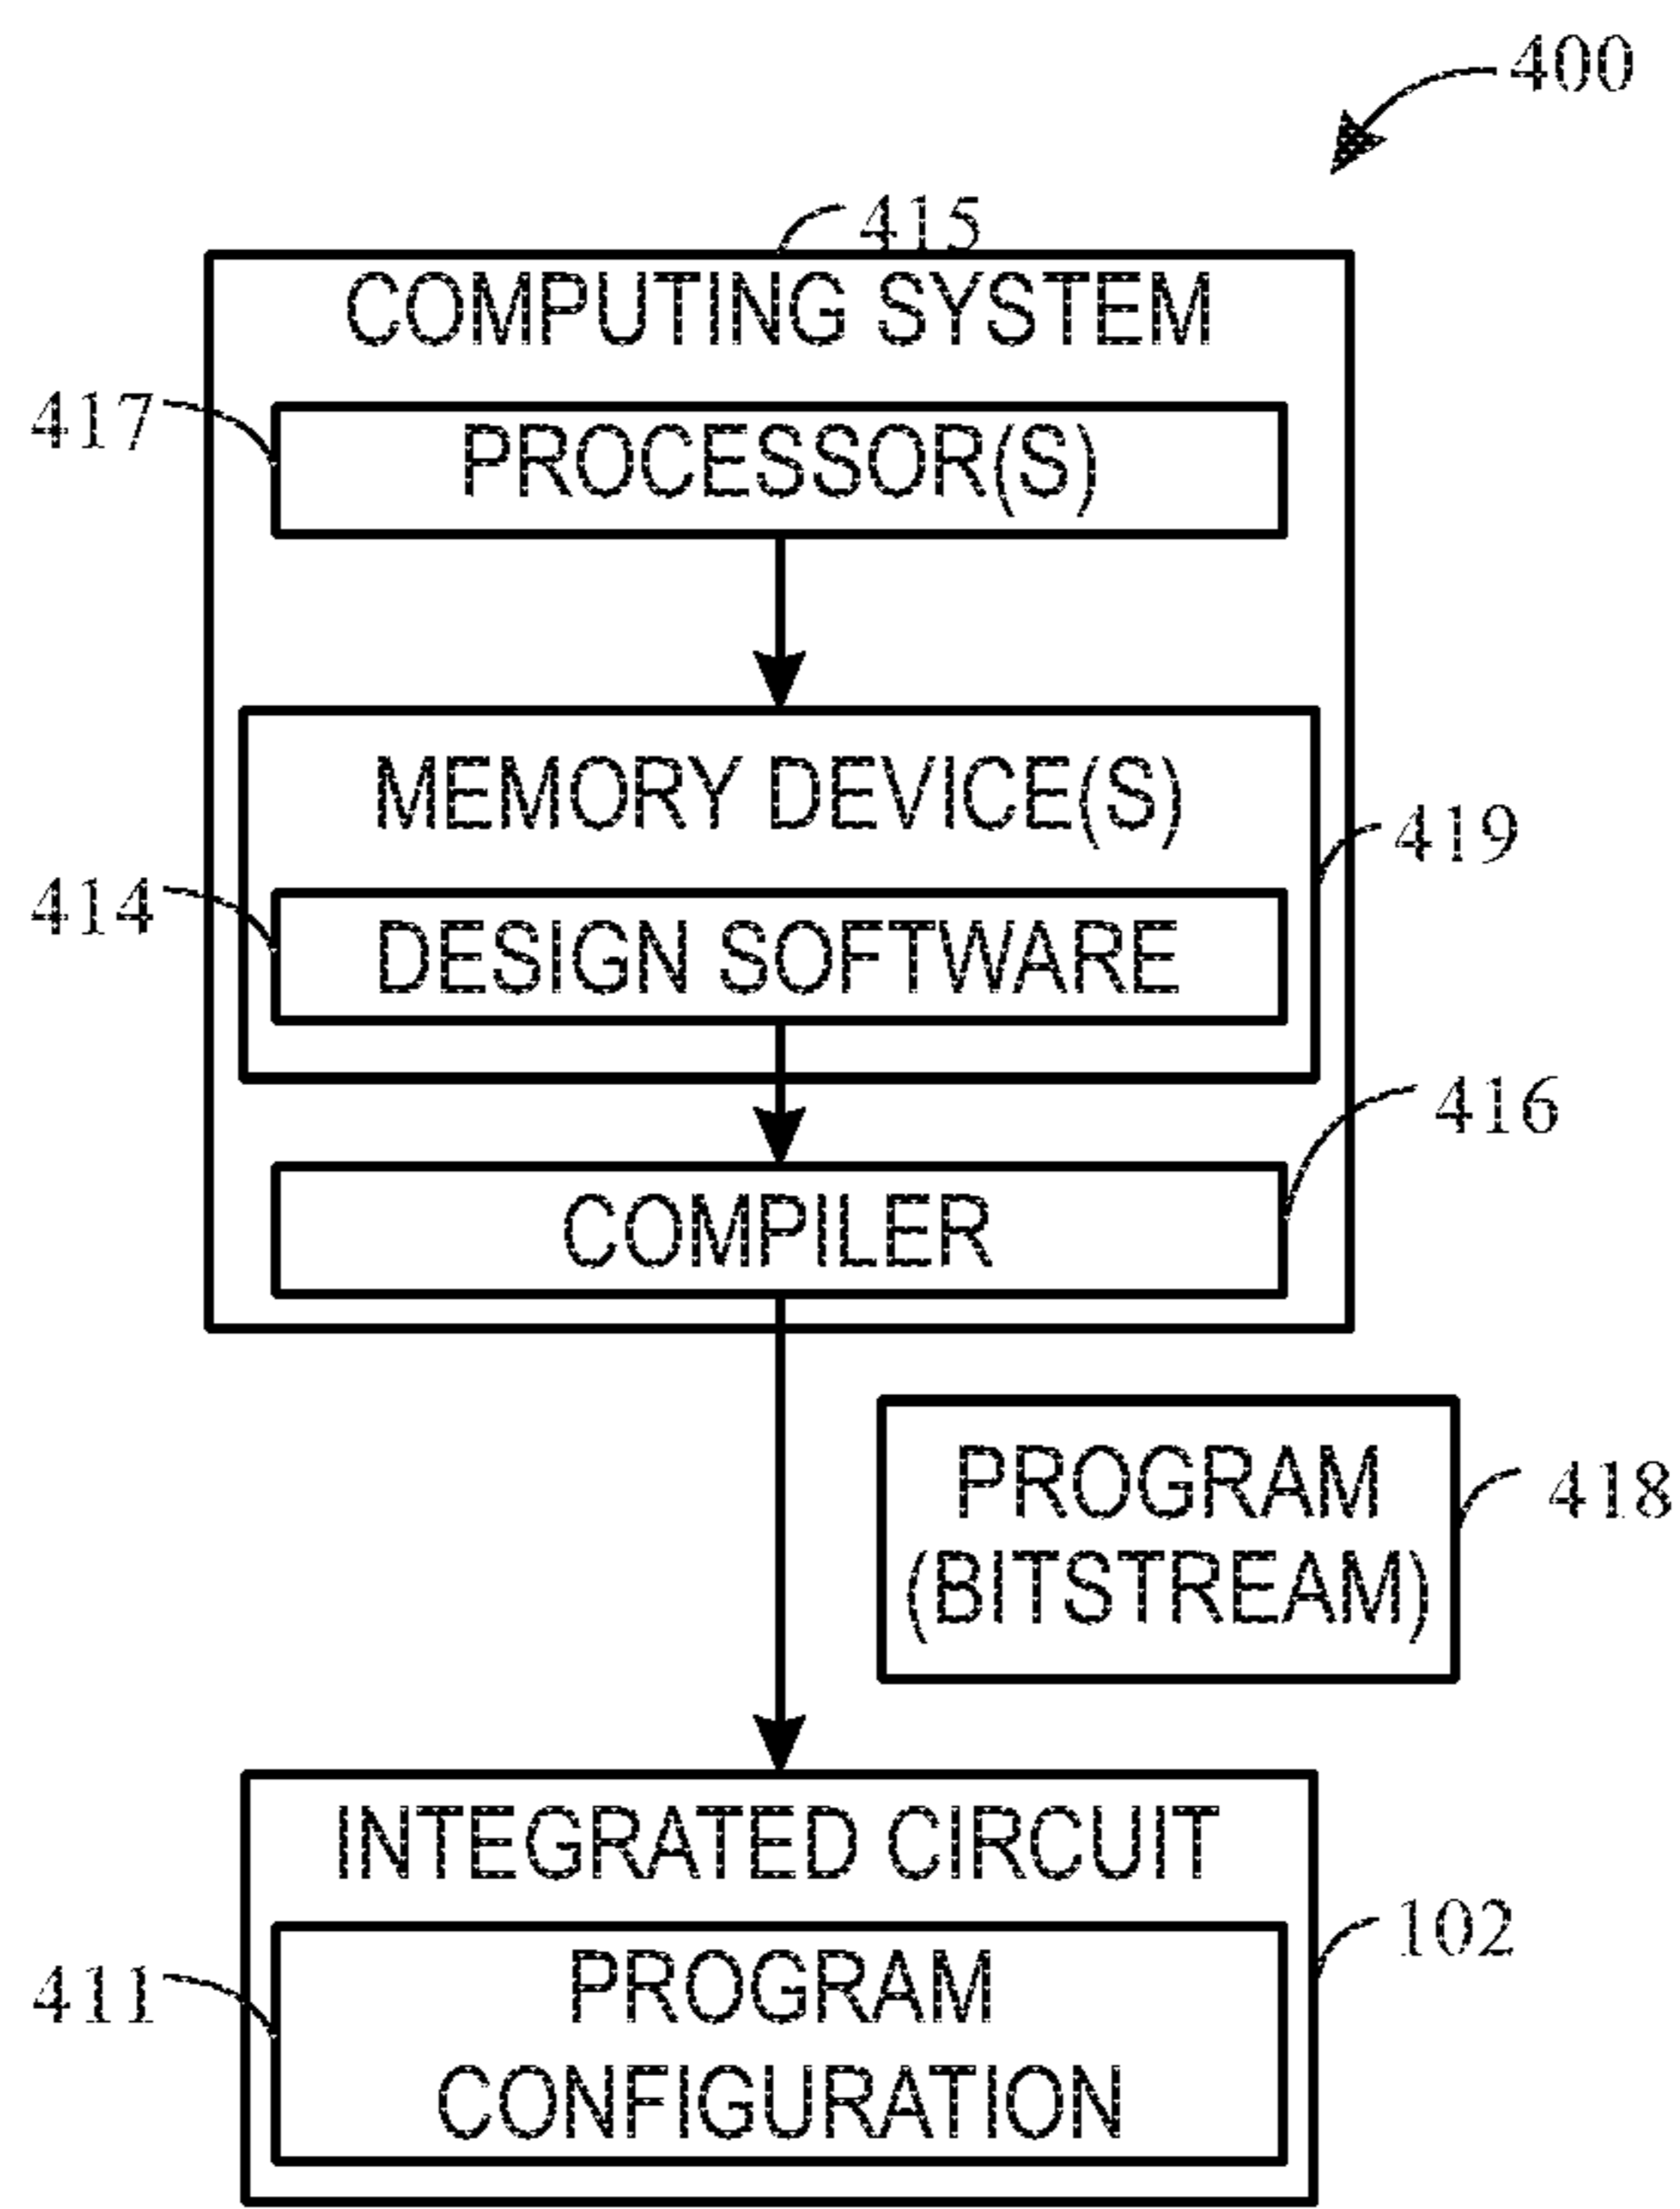 400
415
COMPUTING SYSTEM
417
PROCESSOR(S)
MEMORY DEVICE(S)
419
414
DESIGN SOFTWARE
416
COMPILER
PROGRAM
(BITSTREAM)
418
INTEGRATED CIRCUIT
102
411
PROGRAM
CONFIGURATION